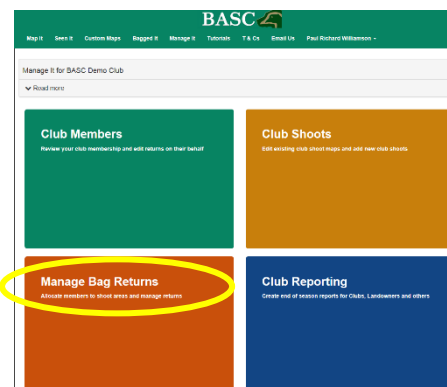 BASC
Map It Seen It Custom Maps Bagged It Manage It Tutorials T & Cs Email Us Paul Richard Williamson
Manage It for BASC Demo Club
Read more
Club Members
Review your club membership and edit returns on their behalf
Club Shoots
Edit existing club shoot maps and add new club shoots
Manage Bag Returns
Allocate members to shoot areas and manage returns
Club Reporting
Create end of season reports for Clubs, Landowners and others